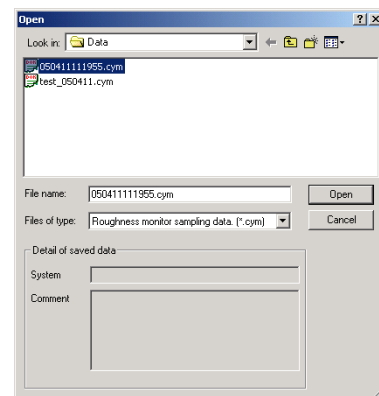 Open
Look in: Data
050411111955.cym
test_050411.cym
File name: 050411111955.cym Open
Files of type: Roughness monitor sampling data. (*.cym) Cancel
Detail of saved data
System
Comment